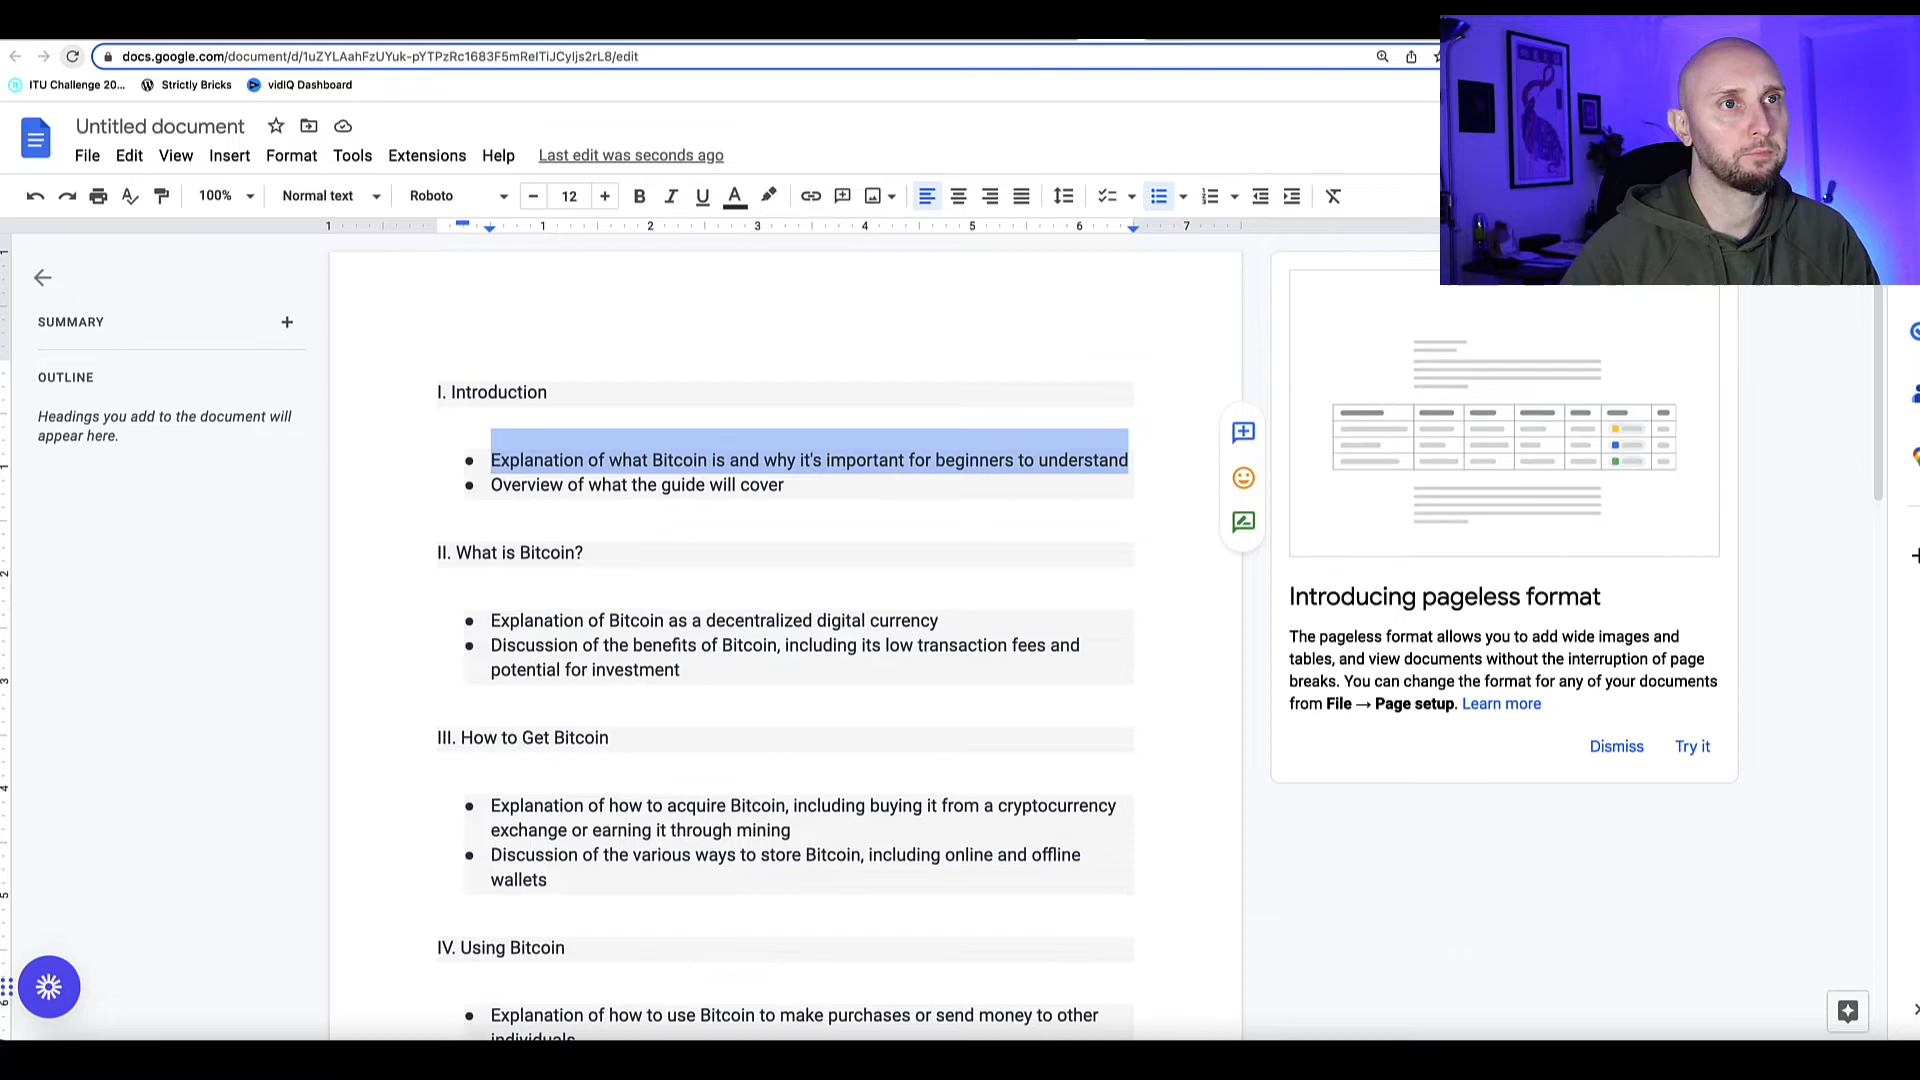 docs.google.com/document/d/1uZYLAahFzUYuk-pYTPzRc1683F5mRelTiJCyljs2rL8/edit
ITU Challenge 20... Strictly Bricks vidIQ Dashboard
Untitled document
File Edit View Insert Format Tools Extensions Help Last edit was seconds ago
100% Normal text Roboto 12 B I U A
1 1 2 3 4 5 6 7
SUMMARY
OUTLINE
Headings you add to the document will
appear here.
I. Introduction
● Explanation of what Bitcoin is and why it's important for beginners to understand
● Overview of what the guide will cover
II. What is Bitcoin?
● Explanation of Bitcoin as a decentralized digital currency
● Discussion of the benefits of Bitcoin, including its low transaction fees and
potential for investment
III. How to Get Bitcoin
● Explanation of how to acquire Bitcoin, including buying it from a cryptocurrency
exchange or earning it through mining
● Discussion of the various ways to store Bitcoin, including online and offline
wallets
IV. Using Bitcoin
● Explanation of how to use Bitcoin to make purchases or send money to other
individuals
Introducing pageless format
The pageless format allows you to add wide images and
tables, and view documents without the interruption of page
breaks. You can change the format for any of your documents
from File → Page setup. Learn more
Dismiss Try it